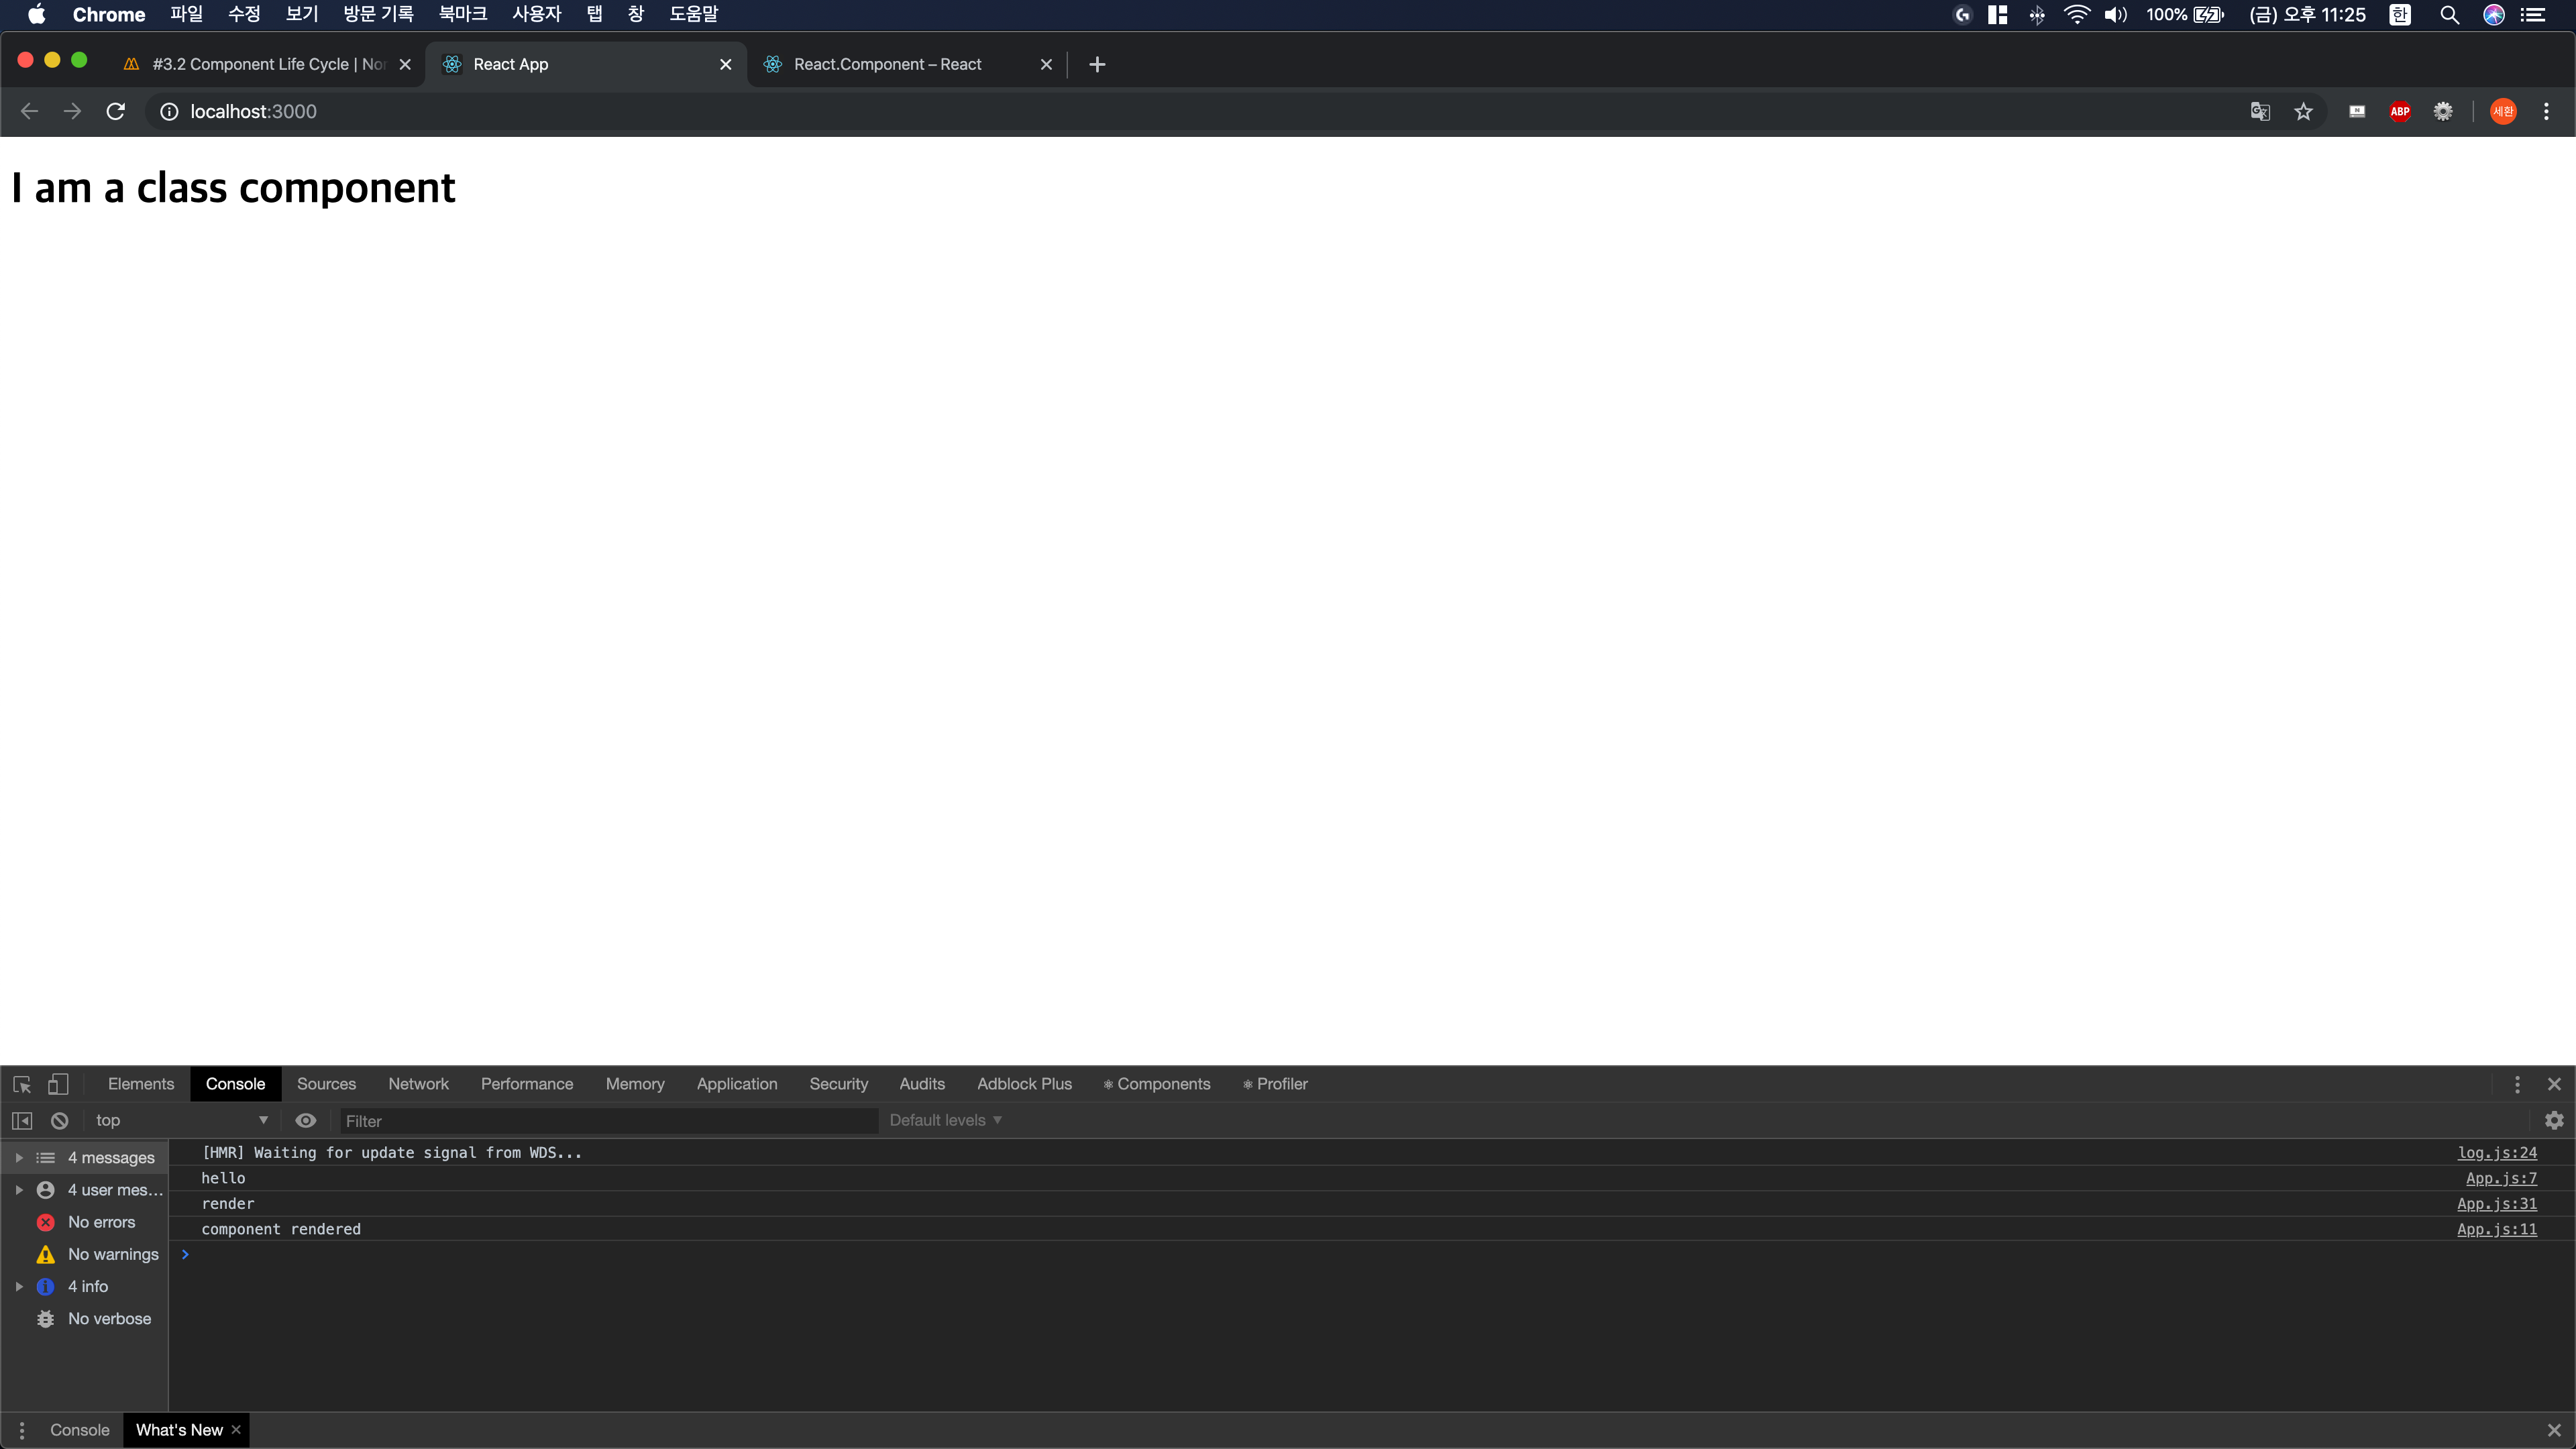 Chrome 파일 수정 보기 방문 기록 북마크 사용자 탭 창 도움말 100% (금) 오후 11:25 한
#3.2 Component Life Cycle | Nor React App React.Component – React
localhost:3000 ABP 세환
I am a class component
Elements Console Sources Network Performance Memory Application Security Audits Adblock Plus Components Profiler
top Filter Default levels
4 messages
4 user mes…
No errors
No warnings
4 info
No verbose
[HMR] Waiting for update signal from WDS... log.js:24
hello App.js:7
render App.js:31
component rendered App.js:11
Console What's New